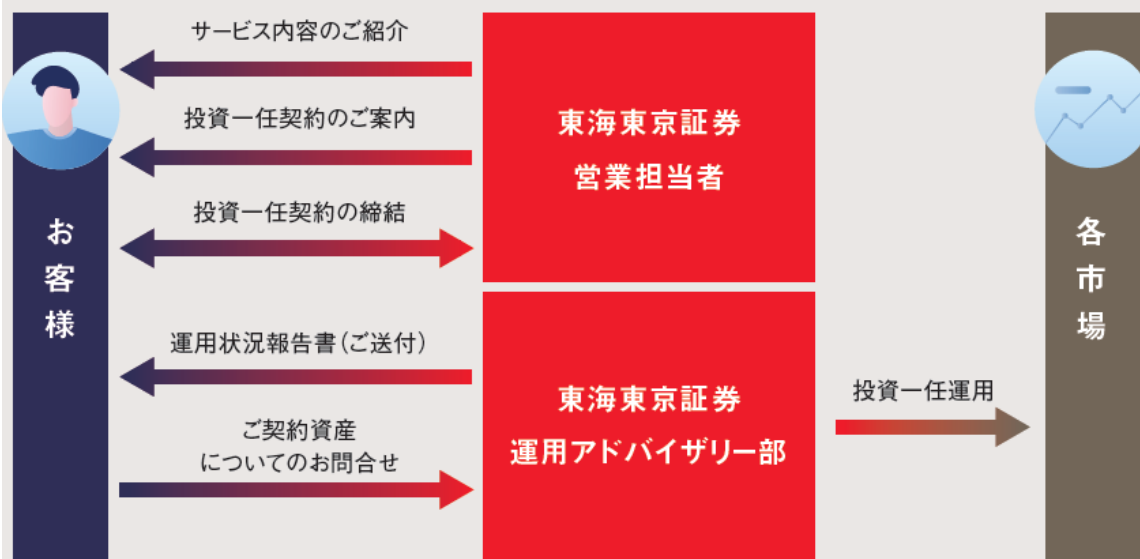 サービス内容のご紹介
投資一任契約のご案内
投資一任契約の締結
東海東京証券
営業担当者
お客様
各市場
運用状況報告書(ご送付)
ご契約資産
についてのお問合せ
東海東京証券
運用アドバイザリー部
投資一任運用